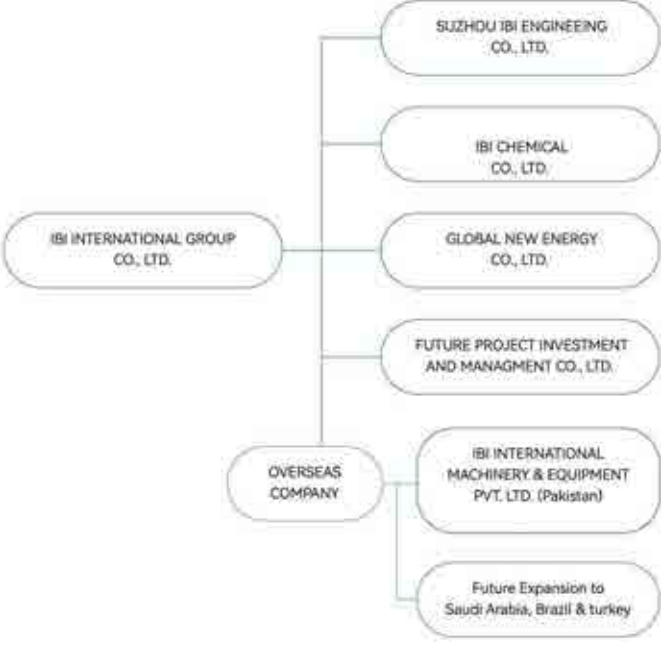 SUZHOU IBI ENGINEEING
CO., LTD.
IBI CHEMICAL
CO., LTD.
IBI INTERNATIONAL GROUP
CO., LTD.
GLOBAL NEW ENERGY
CO., LTD.
FUTURE PROJECT INVESTMENT
AND MANAGMENT CO., LTD.
OVERSEAS
COMPANY
IBI INTERNATIONAL
MACHINERY & EQUIPMENT
PVT. LTD. (Pakistan)
Future Expansion to
Saudi Arabia, Brazil & turkey